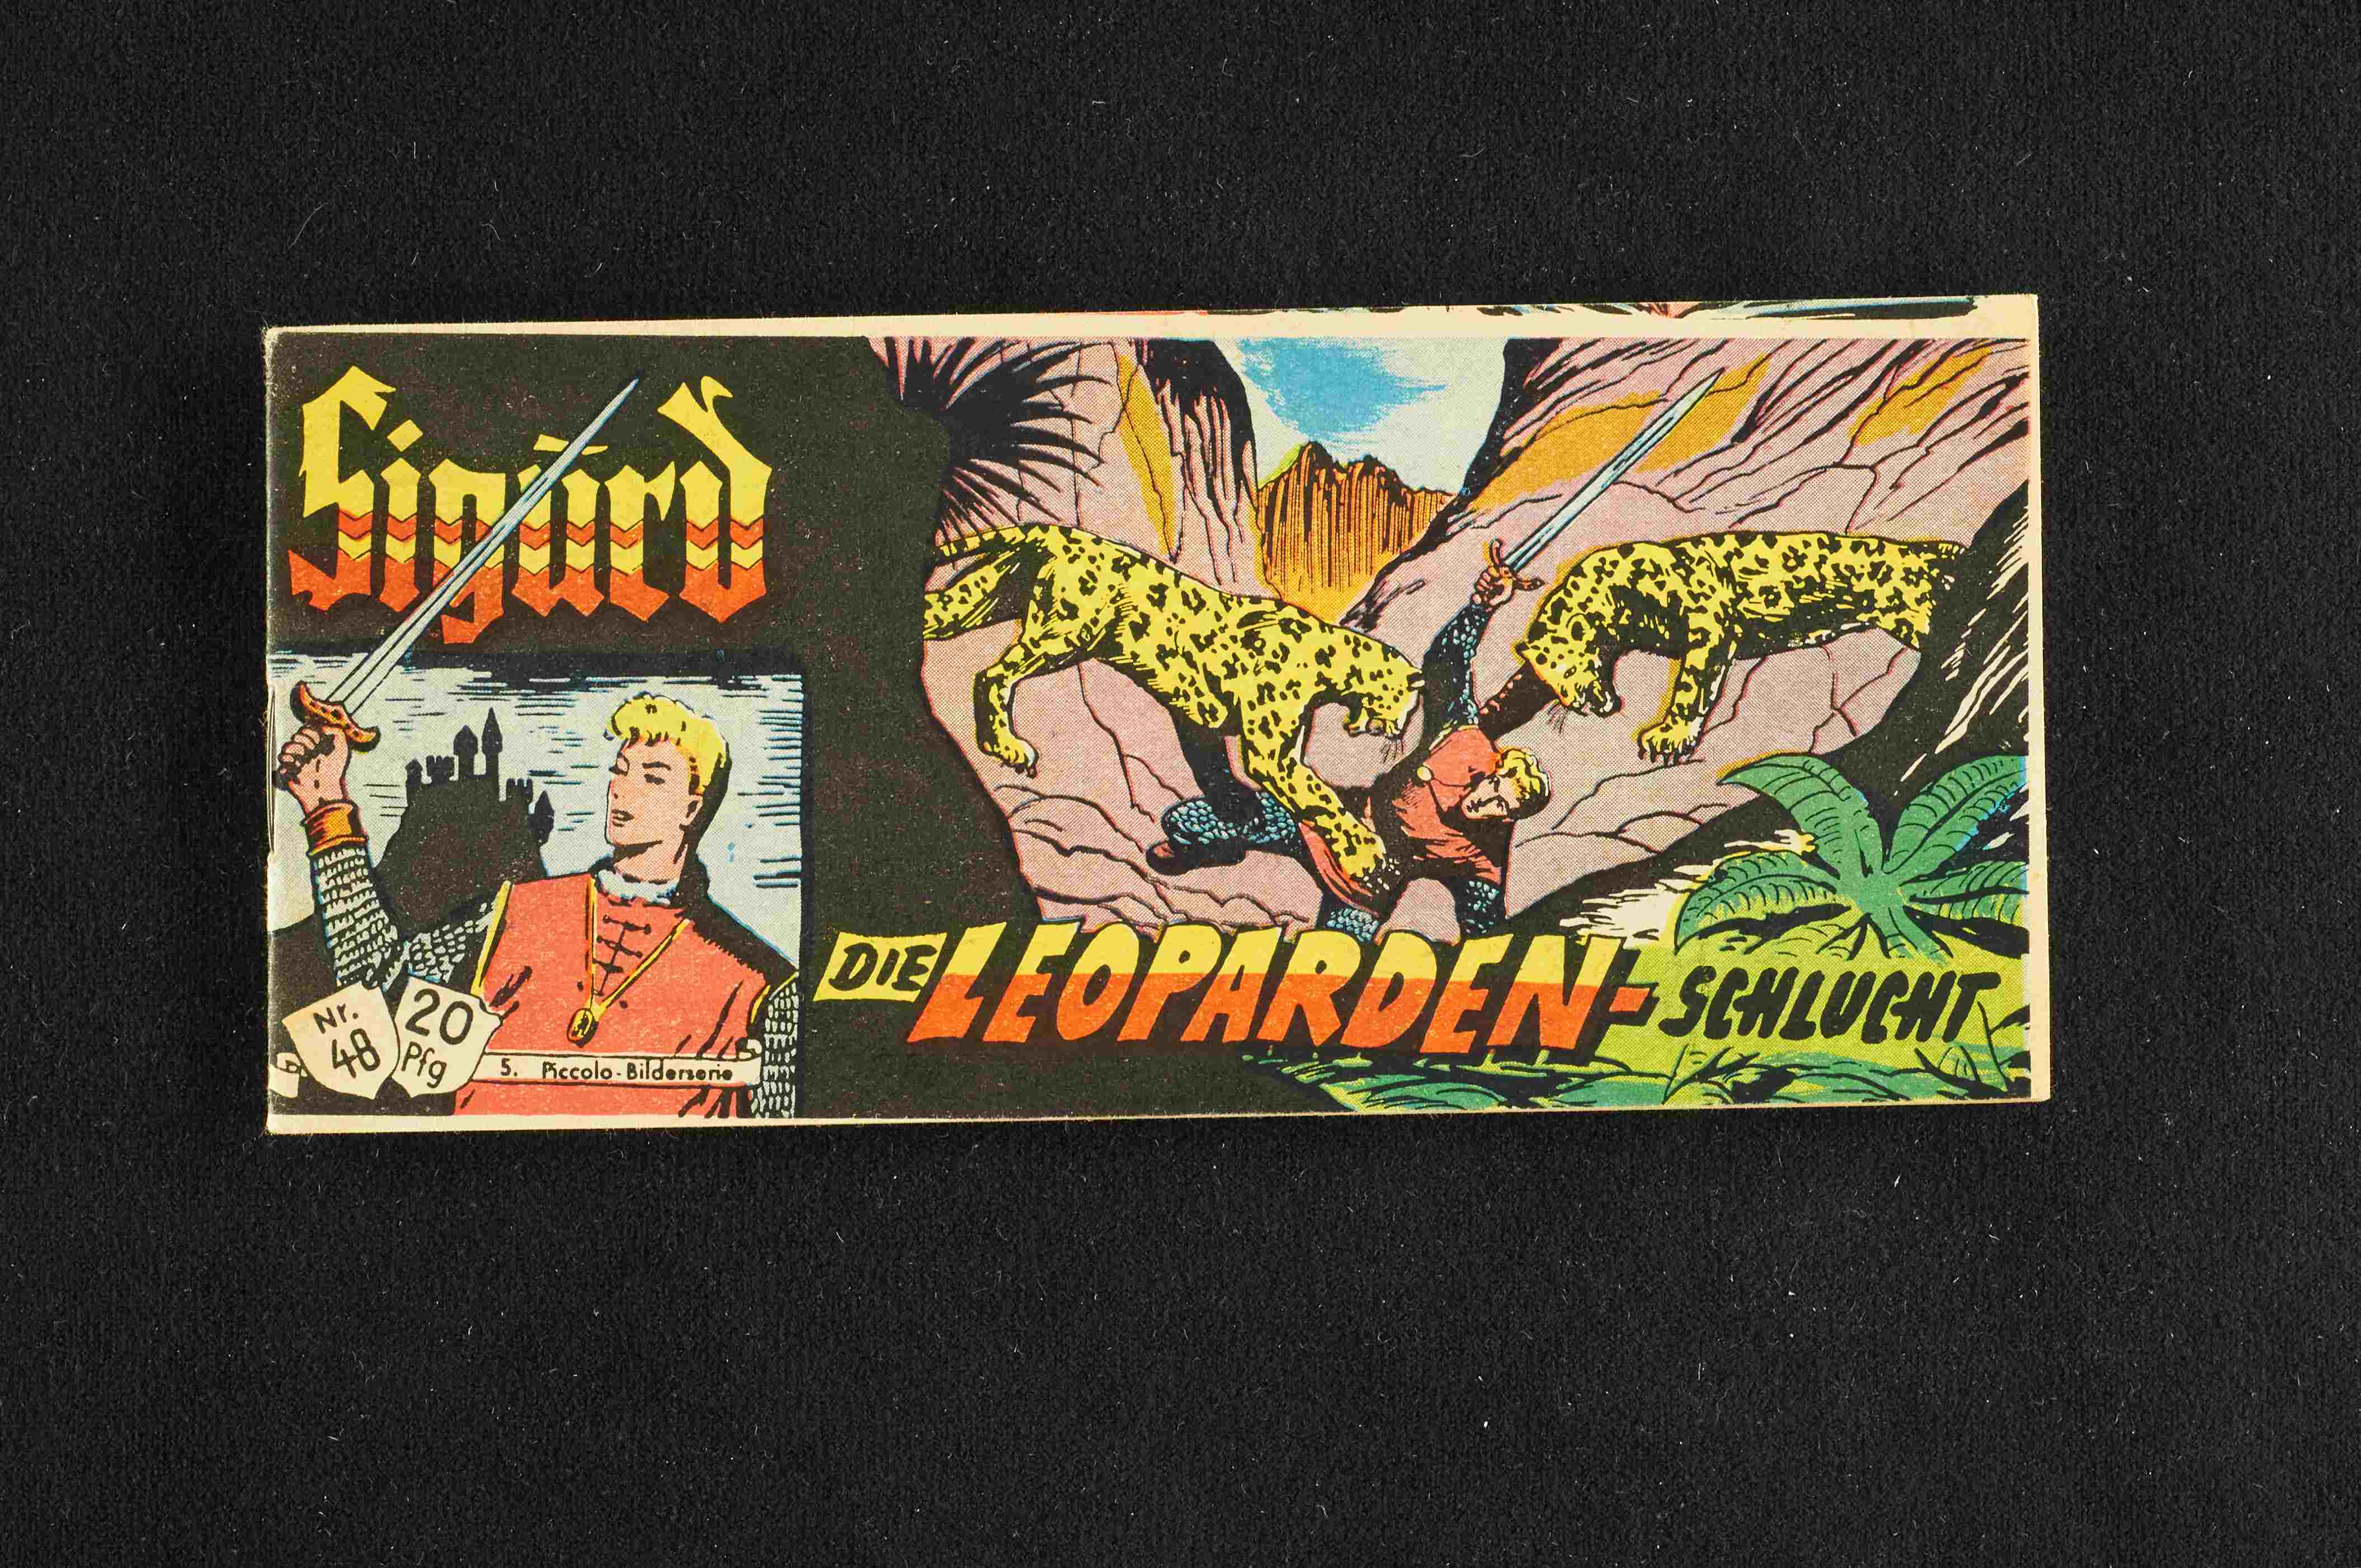 Sigurd
Nr.
48
20
Pfg
5. Piccolo-Bilderserie
DIE LEOPARDEN-SCHLUCHT